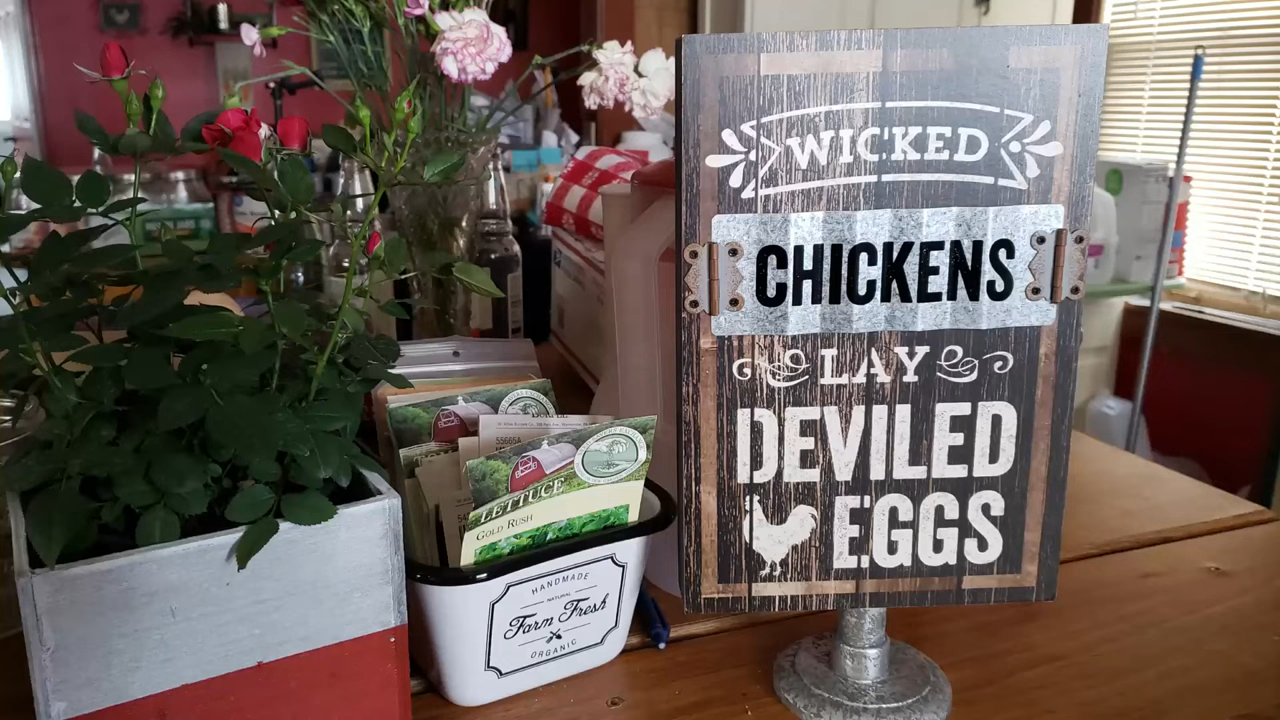 WICKED
CHICKENS
LAY
DEVILED
EGGS
55665A
LETTUCE
GOLD RUSH
HANDMADE
NATURAL
Farm Fresh
ORGANIC